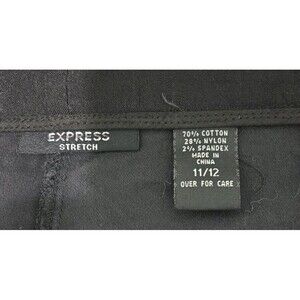 EXPRESS
STRETCH
70% COTTON
28% NYLON
2% SPANDEX
MADE IN
CHINA
11/12
OVER FOR CARE